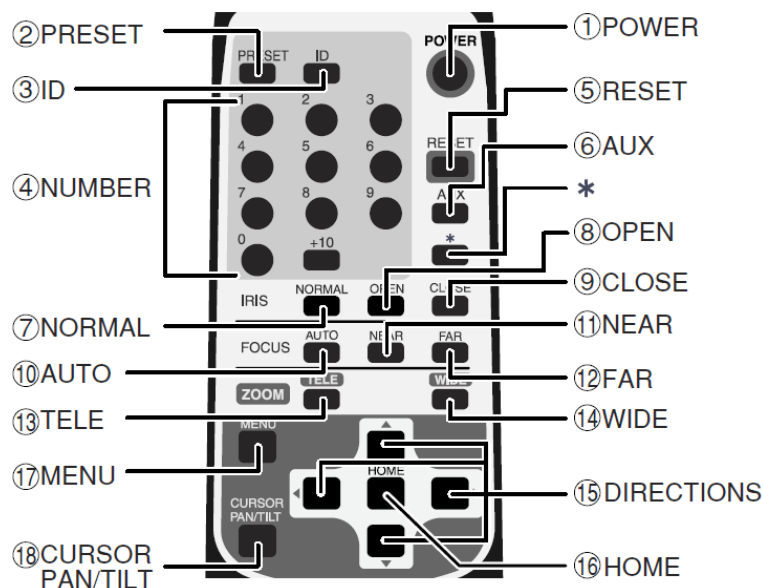 ②PRESET
①POWER
③ID
⑤RESET
④NUMBER
⑥AUX
*
⑧OPEN
⑨CLOSE
⑦NORMAL
⑪NEAR
⑩AUTO
⑫FAR
⑬TELE
⑭WIDE
⑰MENU
⑮DIRECTIONS
⑱CURSOR
PAN/TILT
⑯HOME
POWER
PRESET ID
1 2 3
RESET
4 5 6
AUX
7 8 9
*
0 +10
IRIS NORMAL OPEN CLOSE
FOCUS AUTO NEAR FAR
ZOOM TELE WIDE
MENU
HOME
CURSOR
PAN/TILT